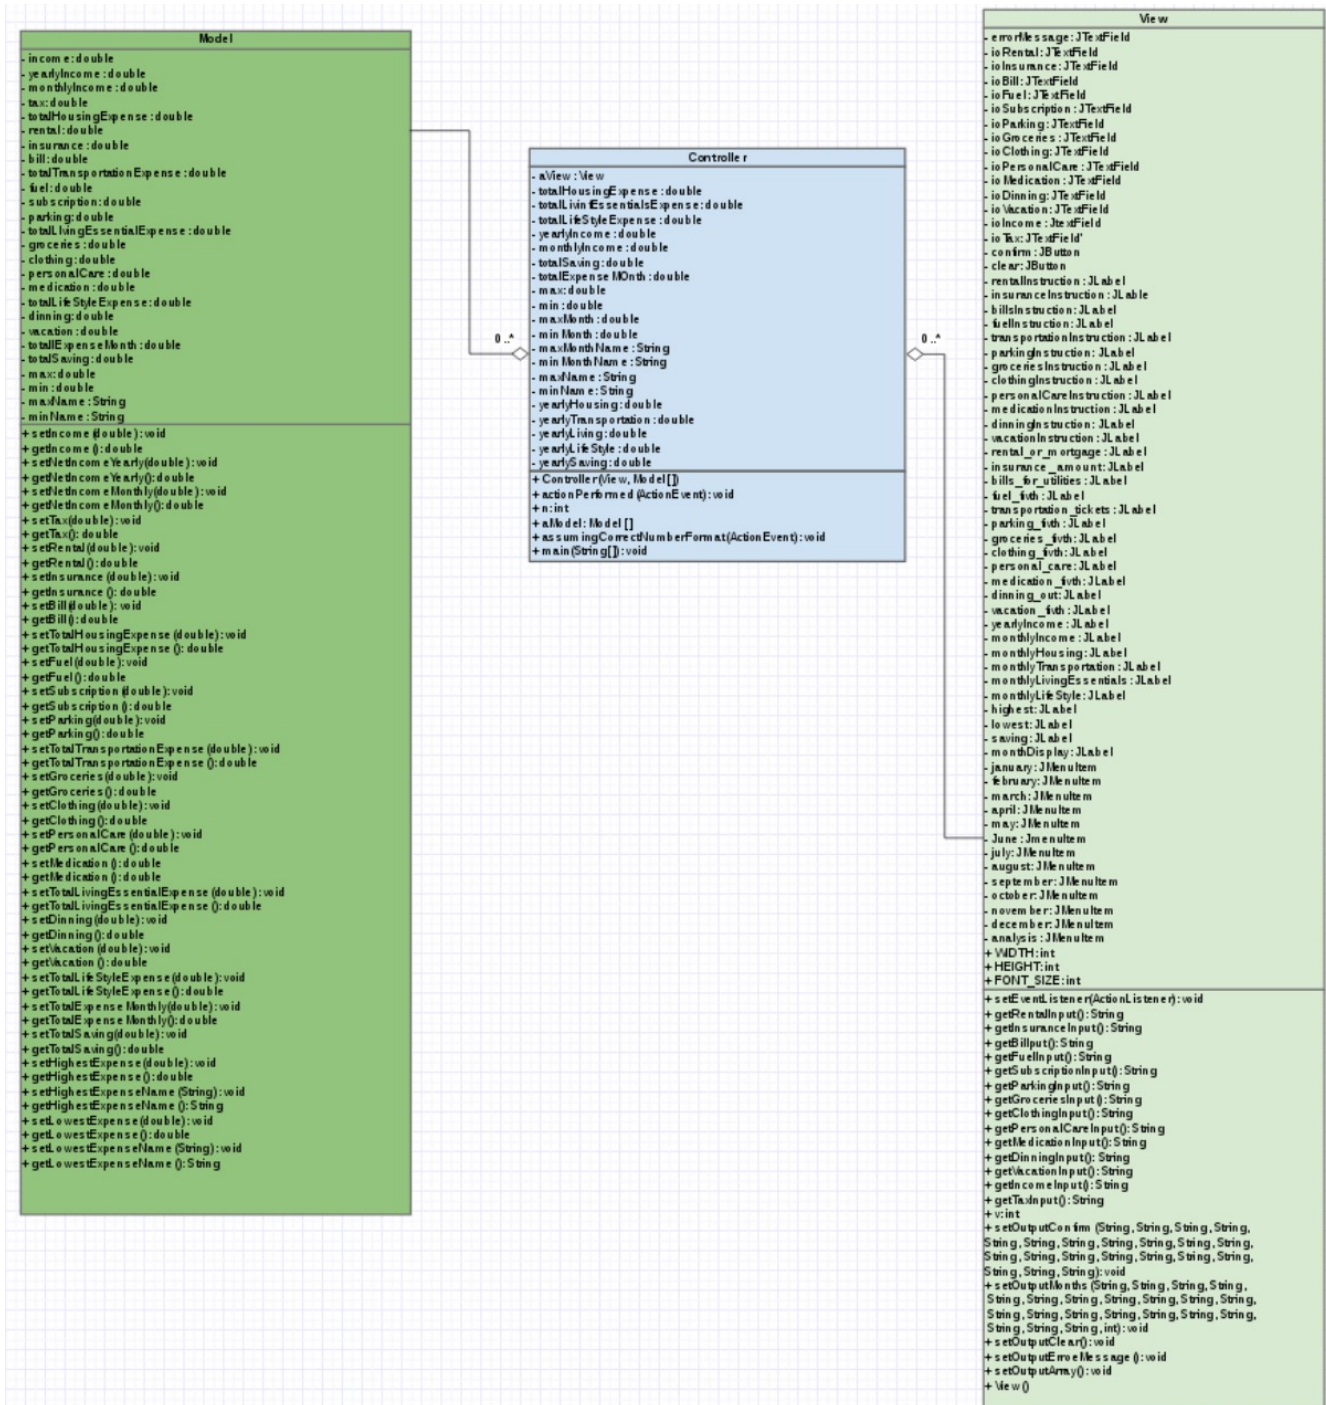 Model
- income:double
- yearlyIncome:double
- monthlyIncome:double
- tax:double
- totalHousingExpense:double
- rental:double
- insurance:double
- bill:double
- totalTransportationExpense:double
- fuel:double
- subscription:double
- parking:double
- totalLIvingEssentialExpense:double
- groceries:double
- clothing:double
- personalCare:double
- medication:double
- totalLifeStyleExpense:double
- dinning:double
- vacation:double
- totalExpenseMonth:double
- totalSaving:double
- max:double
- min:double
- maxName:String
- minName:String
+ setIncome(double):void
+ getIncome():double
+ setNetIncomeYearly(double):void
+ getNetIncomeYearly():double
+ setNetIncomeMonthly(double):void
+ getNetIncomeMonthly():double
+ setTax(double):void
+ getTax():double
+ setRental(double):void
+ getRental():double
+ setInsurance(double):void
+ getInsurance():double
+ setBill(double):void
+ getBill():double
+ setTotalHousingExpense(double):void
+ getTotalHousingExpense():double
+ setFuel(double):void
+ getFuel():double
+ setSubscription(double):void
+ getSubscription():double
+ setParking(double):void
+ getParking():double
+ setTotalTransportationExpense(double):void
+ getTotalTransportationExpense():double
+ setGroceries(double):void
+ getGroceries():double
+ setClothing(double):void
+ getClothing():double
+ setPersonalCare(double):void
+ getPersonalCare():double
+ setMedication():double
+ getMedication():double
+ setTotalLivingEssentialExpense(double):void
+ getTotalLivingEssentialExpense():double
+ setDinning(double):void
+ getDinning():double
+ setVacation(double):void
+ getVacation():double
+ setTotalLifeStyleExpense(double):void
+ getTotalLifeStyleExpense():double
+ setTotalExpenseMonthly(double):void
+ getTotalExpenseMonthly():double
+ setTotalSaving(double):void
+ getTotalSaving():double
+ setHighestExpense(double):void
+ getHighestExpense():double
+ setHighestExpenseName(String):void
+ getHighestExpenseName():String
+ setLowestExpense(double):void
+ getLowestExpense():double
+ setLowestExpenseName(String):void
+ getLowestExpenseName():String
0..*
Controller
- aView:View
- totalHousingExpense:double
- totalLivinfEssentialsExpense:double
- totalLifeStyleExpense:double
- yearlyIncome:double
- monthlyIncome:double
- totalSaving:double
- totalExpenseMOnth:double
- max:double
- min:double
- maxMonth:double
- minMonth:double
- maxMonthName:String
- minMonthName:String
- maxName:String
- minName:String
- yearlyHousing:double
- yearlyTransportation:double
- yearlyLiving:double
- yearlyLifeStyle:double
- yearlySaving:double
+ Controller(View, Model[])
+ actionPerformed(ActionEvent):void
+ n:int
+ aModel:Model[]
+ assumingCorrectNumberFormat(ActionEvent):void
+ main(String[]):void
0..*
View
- errorMessage:JTextField
- ioRental:JTextField
- ioInsurance:JTextField
- ioBill:JTextField
- ioFuel:JTextField
- ioSubscription:JTextField
- ioParking:JTextField
- ioGroceries:JTextField
- ioClothing:JTextField
- ioPersonalCare:JTextField
- ioMedication:JTextField
- ioDinning:JTextField
- ioVacation:JTextField
- ioIncome:JtextField
- ioTax:JTextField'
- confirm:JButton
- clear:JButton
- rentalInstruction:JLabel
- insuranceInstruction:JLable
- billsInstruction:JLabel
- fuelInstruction:JLabel
- transportationInstruction:JLabel
- parkingInstruction:JLabel
- groceriesInstruction:JLabel
- clothingInstruction:JLabel
- personalCareInstruction:JLabel
- medicationInstruction:JLabel
- dinningInstruction:JLabel
- vacationInstruction:JLabel
- rental_or_mortgage:JLabel
- insurance_amount:JLabel
- bills_for_utilities:JLabel
- fuel_fivth:JLabel
- transportation_tickets:JLabel
- parking_fivth:JLabel
- groceries_fivth:JLabel
- clothing_fivth:JLabel
- personal_care:JLabel
- medication_fivth:JLabel
- dinning_out:JLabel
- vacation_fivth:JLabel
- yearlyIncome:JLabel
- monthlyIncome:JLabel
- monthlyHousing:JLabel
- monthlyTransportation:JLabel
- monthlyLivingEssentials:JLabel
- monthlyLifeStyle:JLabel
- highest:JLabel
- lowest:JLabel
- saving:JLabel
- monthDisplay:JLabel
- january:JMenuItem
- february:JMenuItem
- march:JMenuItem
- april:JMenuItem
- may:JMenuItem
- June:JmenuItem
- july:JMenuItem
- august:JMenuItem
- september:JMenuItem
- october:JMenuItem
- november:JMenuItem
- december:JMenuItem
- analysis:JMenuItem
+ WIDTH:int
+ HEIGHT:int
+ FONT_SIZE:int
+ setEventListener(ActionListener):void
+ getRentalInput():String
+ getInsuranceInput():String
+ getBillput():String
+ getFuelInput():String
+ getSubscriptionInput():String
+ getParkingInput():String
+ getGroceriesInput():String
+ getClothingInput():String
+ getPersonalCareInput():String
+ getMedicationInput():String
+ getDinningInput():String
+ getVacationInput():String
+ getIncomeInput():String
+ getTaxInput():String
+ v:int
+ setOutputConfirm(String,String,String,String,
String,String,String,String,String,String,String,
String,String,String,String,String,String,String,
String,String,String):void
+ setOutputMonths(String,String,String,String,
String,String,String,String,String,String,String,
String,String,String,String,String,String,String,
String,String,String,int):void
+ setOutputClear():void
+ setOutputErroeMessage():void
+ setOutputArray():void
+ View()